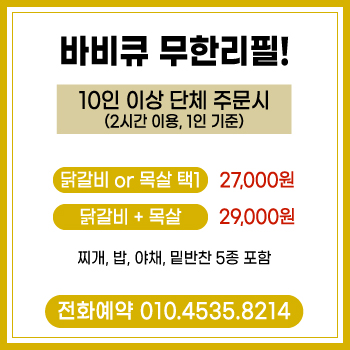 바비큐 무한리필!
10인 이상 단체 주문시
(2시간 이용, 1인 기준)
닭갈비 or 목살 택1 27,000원
닭갈비 + 목살 29,000원
찌개, 밥, 야채, 밑반찬 5종 포함
전화예약 010.4535.8214